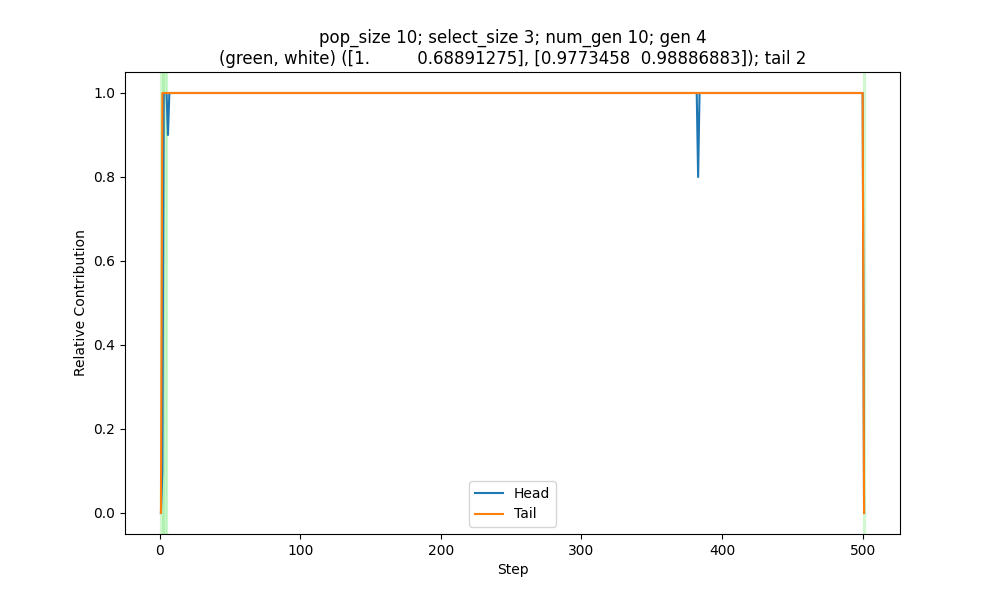 pop_size 10; select_size 3; num_gen 10; gen 4
(green, white) ([1.         0.68891275], [0.9773458  0.98886883]); tail 2
1.0
0.8
0.6
0.4
0.2
0.0
Relative Contribution
Head
Tail
0 100 200 300 400 500
Step